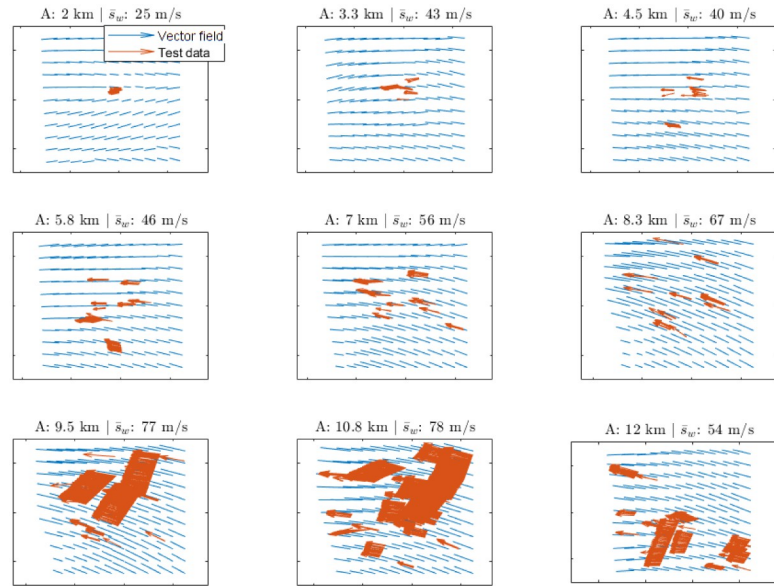 A: 2 km | s̄_w: 25 m/s
Vector field
Test data
A: 3.3 km | s̄_w: 43 m/s
A: 4.5 km | s̄_w: 40 m/s
A: 5.8 km | s̄_w: 46 m/s
A: 7 km | s̄_w: 56 m/s
A: 8.3 km | s̄_w: 67 m/s
A: 9.5 km | s̄_w: 77 m/s
A: 10.8 km | s̄_w: 78 m/s
A: 12 km | s̄_w: 54 m/s